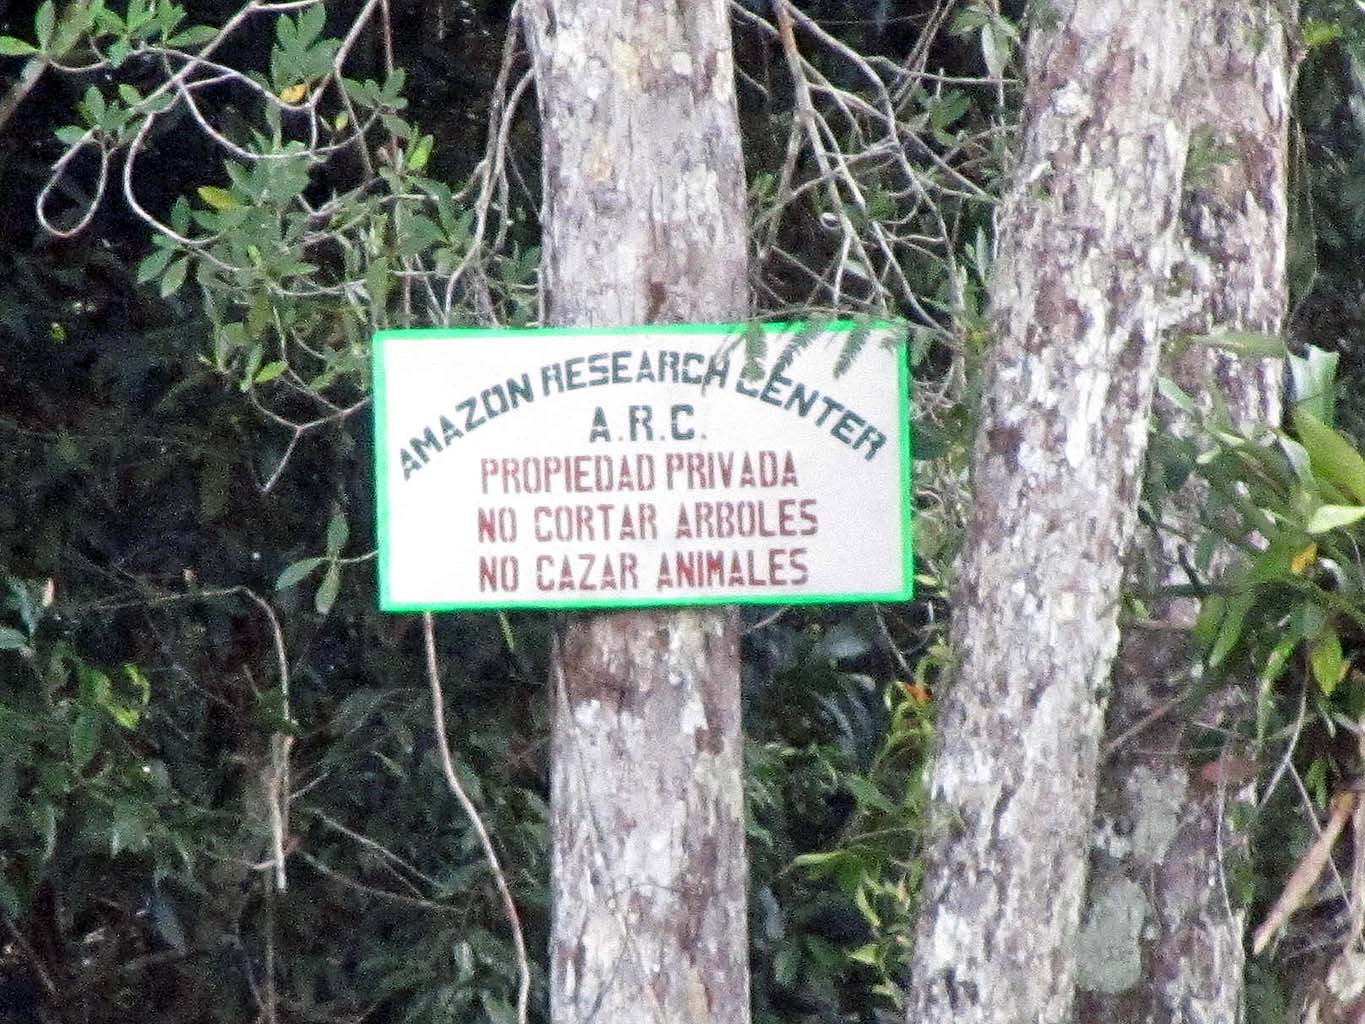 AMAZON RESEARCH CENTER
A.R.C.
PROPIEDAD PRIVADA
NO CORTAR ARBOLES
NO CAZAR ANIMALES